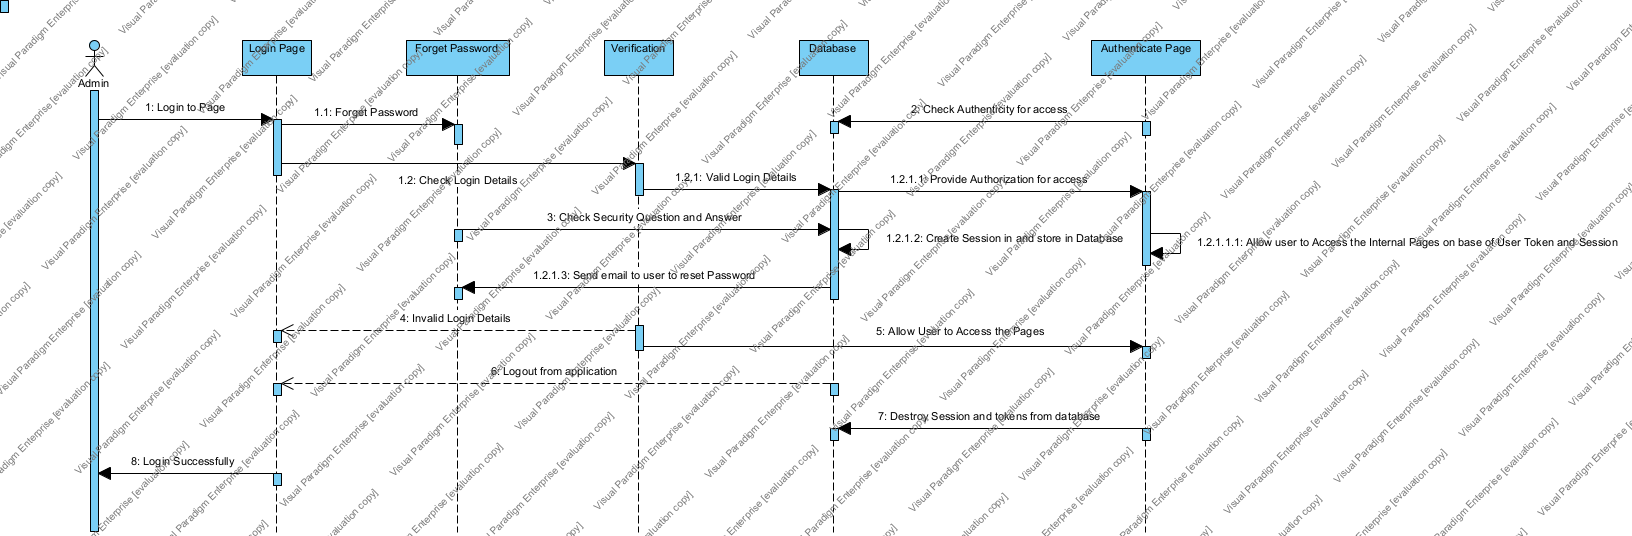 Login Page
Forget Password
Verification
Database
Authenticate Page
Admin
1: Login to Page
1.1: Forget Password
2: Check Authenticity for access
1.2: Check Login Details
1.2.1: Valid Login Details
1.2.1.1: Provide Authorization for access
3: Check Security Question and Answer
1.2.1.2: Create Session in and store in Database
1.2.1.1.1: Allow user to Access the Internal Pages on base of User Token and Session
1.2.1.3: Send email to user to reset Password
4: Invalid Login Details
5: Allow User to Access the Pages
6: Logout from application
7: Destroy Session and tokens from database
8: Login Successfully
Visual Paradigm Enterprise [evaluation copy]